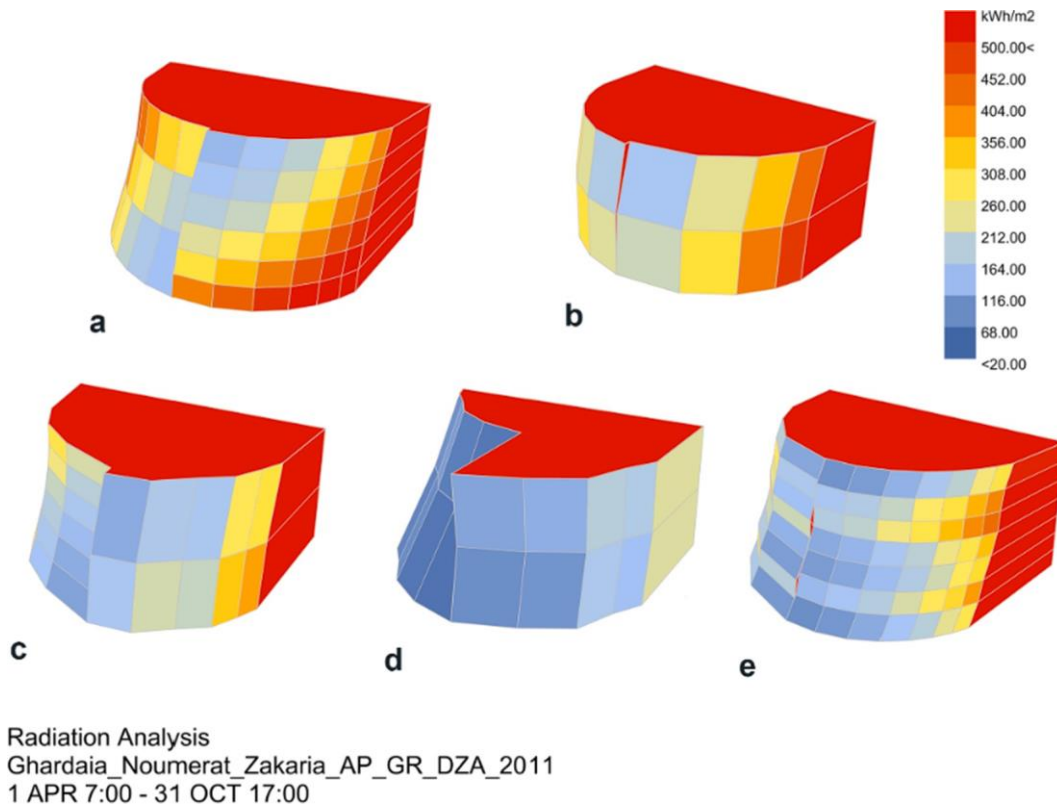 kWh/m2
500.00<
452.00
404.00
356.00
308.00
260.00
212.00
164.00
116.00
68.00
<20.00
a
b
c
d
e
Radiation Analysis
Ghardaia_Noumerat_Zakaria_AP_GR_DZA_2011
1 APR 7:00 - 31 OCT 17:00